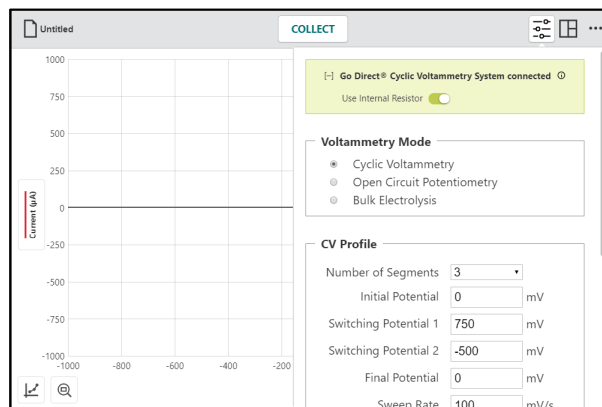 Untitled
COLLECT
[–] Go Direct® Cyclic Voltammetry System connected
Use Internal Resistor
Voltammetry Mode
Cyclic Voltammetry
Open Circuit Potentiometry
Bulk Electrolysis
CV Profile
Number of Segments 3
Initial Potential 0 mV
Switching Potential 1 750 mV
Switching Potential 2 -500 mV
Final Potential 0 mV
Sweep Rate 100 mV/s
Current (µA)
1000
750
500
250
0
-250
-500
-750
-1000
-1000 -800 -600 -400 -200